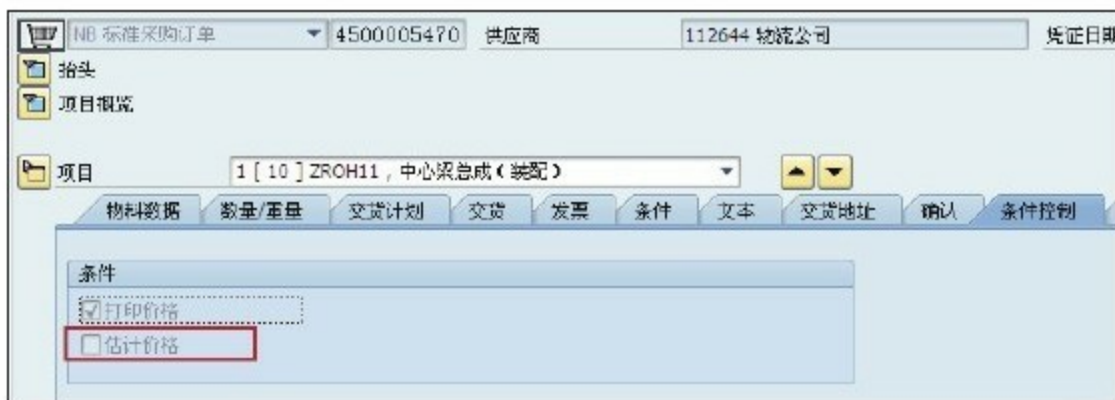 NB 标准采购订单 4500005470 供应商 112644 物流公司 凭证日期
抬头
项目概览
项目 1 [ 10 ] ZROH11 , 中心梁总成(装配)
物料数据 数量/重量 交货计划 交货 发票 条件 文本 交货地址 确认 条件控制
条件
打印价格
估计价格